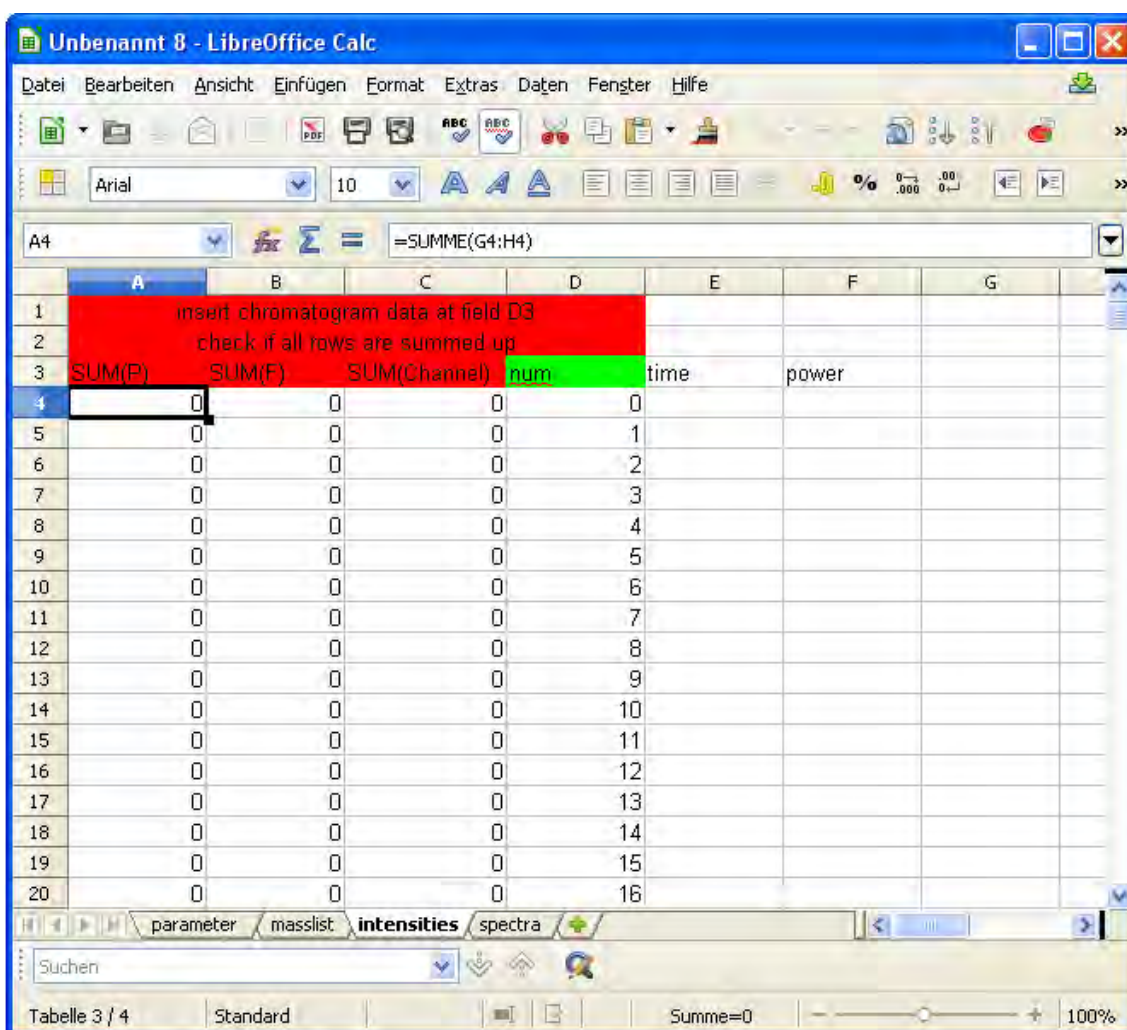 Unbenannt 8 - LibreOffice Calc
Datei Bearbeiten Ansicht Einfügen Format Extras Daten Fenster Hilfe
PDF ABC ABC
Arial 10 % 0 .000 .00 0
A4 =SUMME(G4:H4)
A B C D E F G
1 insert chromatogram data at field D3
2 check if all rows are summed up
3 SUM(P) SUM(F) SUM(Channel) num time power
4 0 0 0 0
5 0 0 0 1
6 0 0 0 2
7 0 0 0 3
8 0 0 0 4
9 0 0 0 5
10 0 0 0 6
11 0 0 0 7
12 0 0 0 8
13 0 0 0 9
14 0 0 0 10
15 0 0 0 11
16 0 0 0 12
17 0 0 0 13
18 0 0 0 14
19 0 0 0 15
20 0 0 0 16
parameter masslist intensities spectra
Suchen
Tabelle 3 / 4 Standard Summe=0 100%